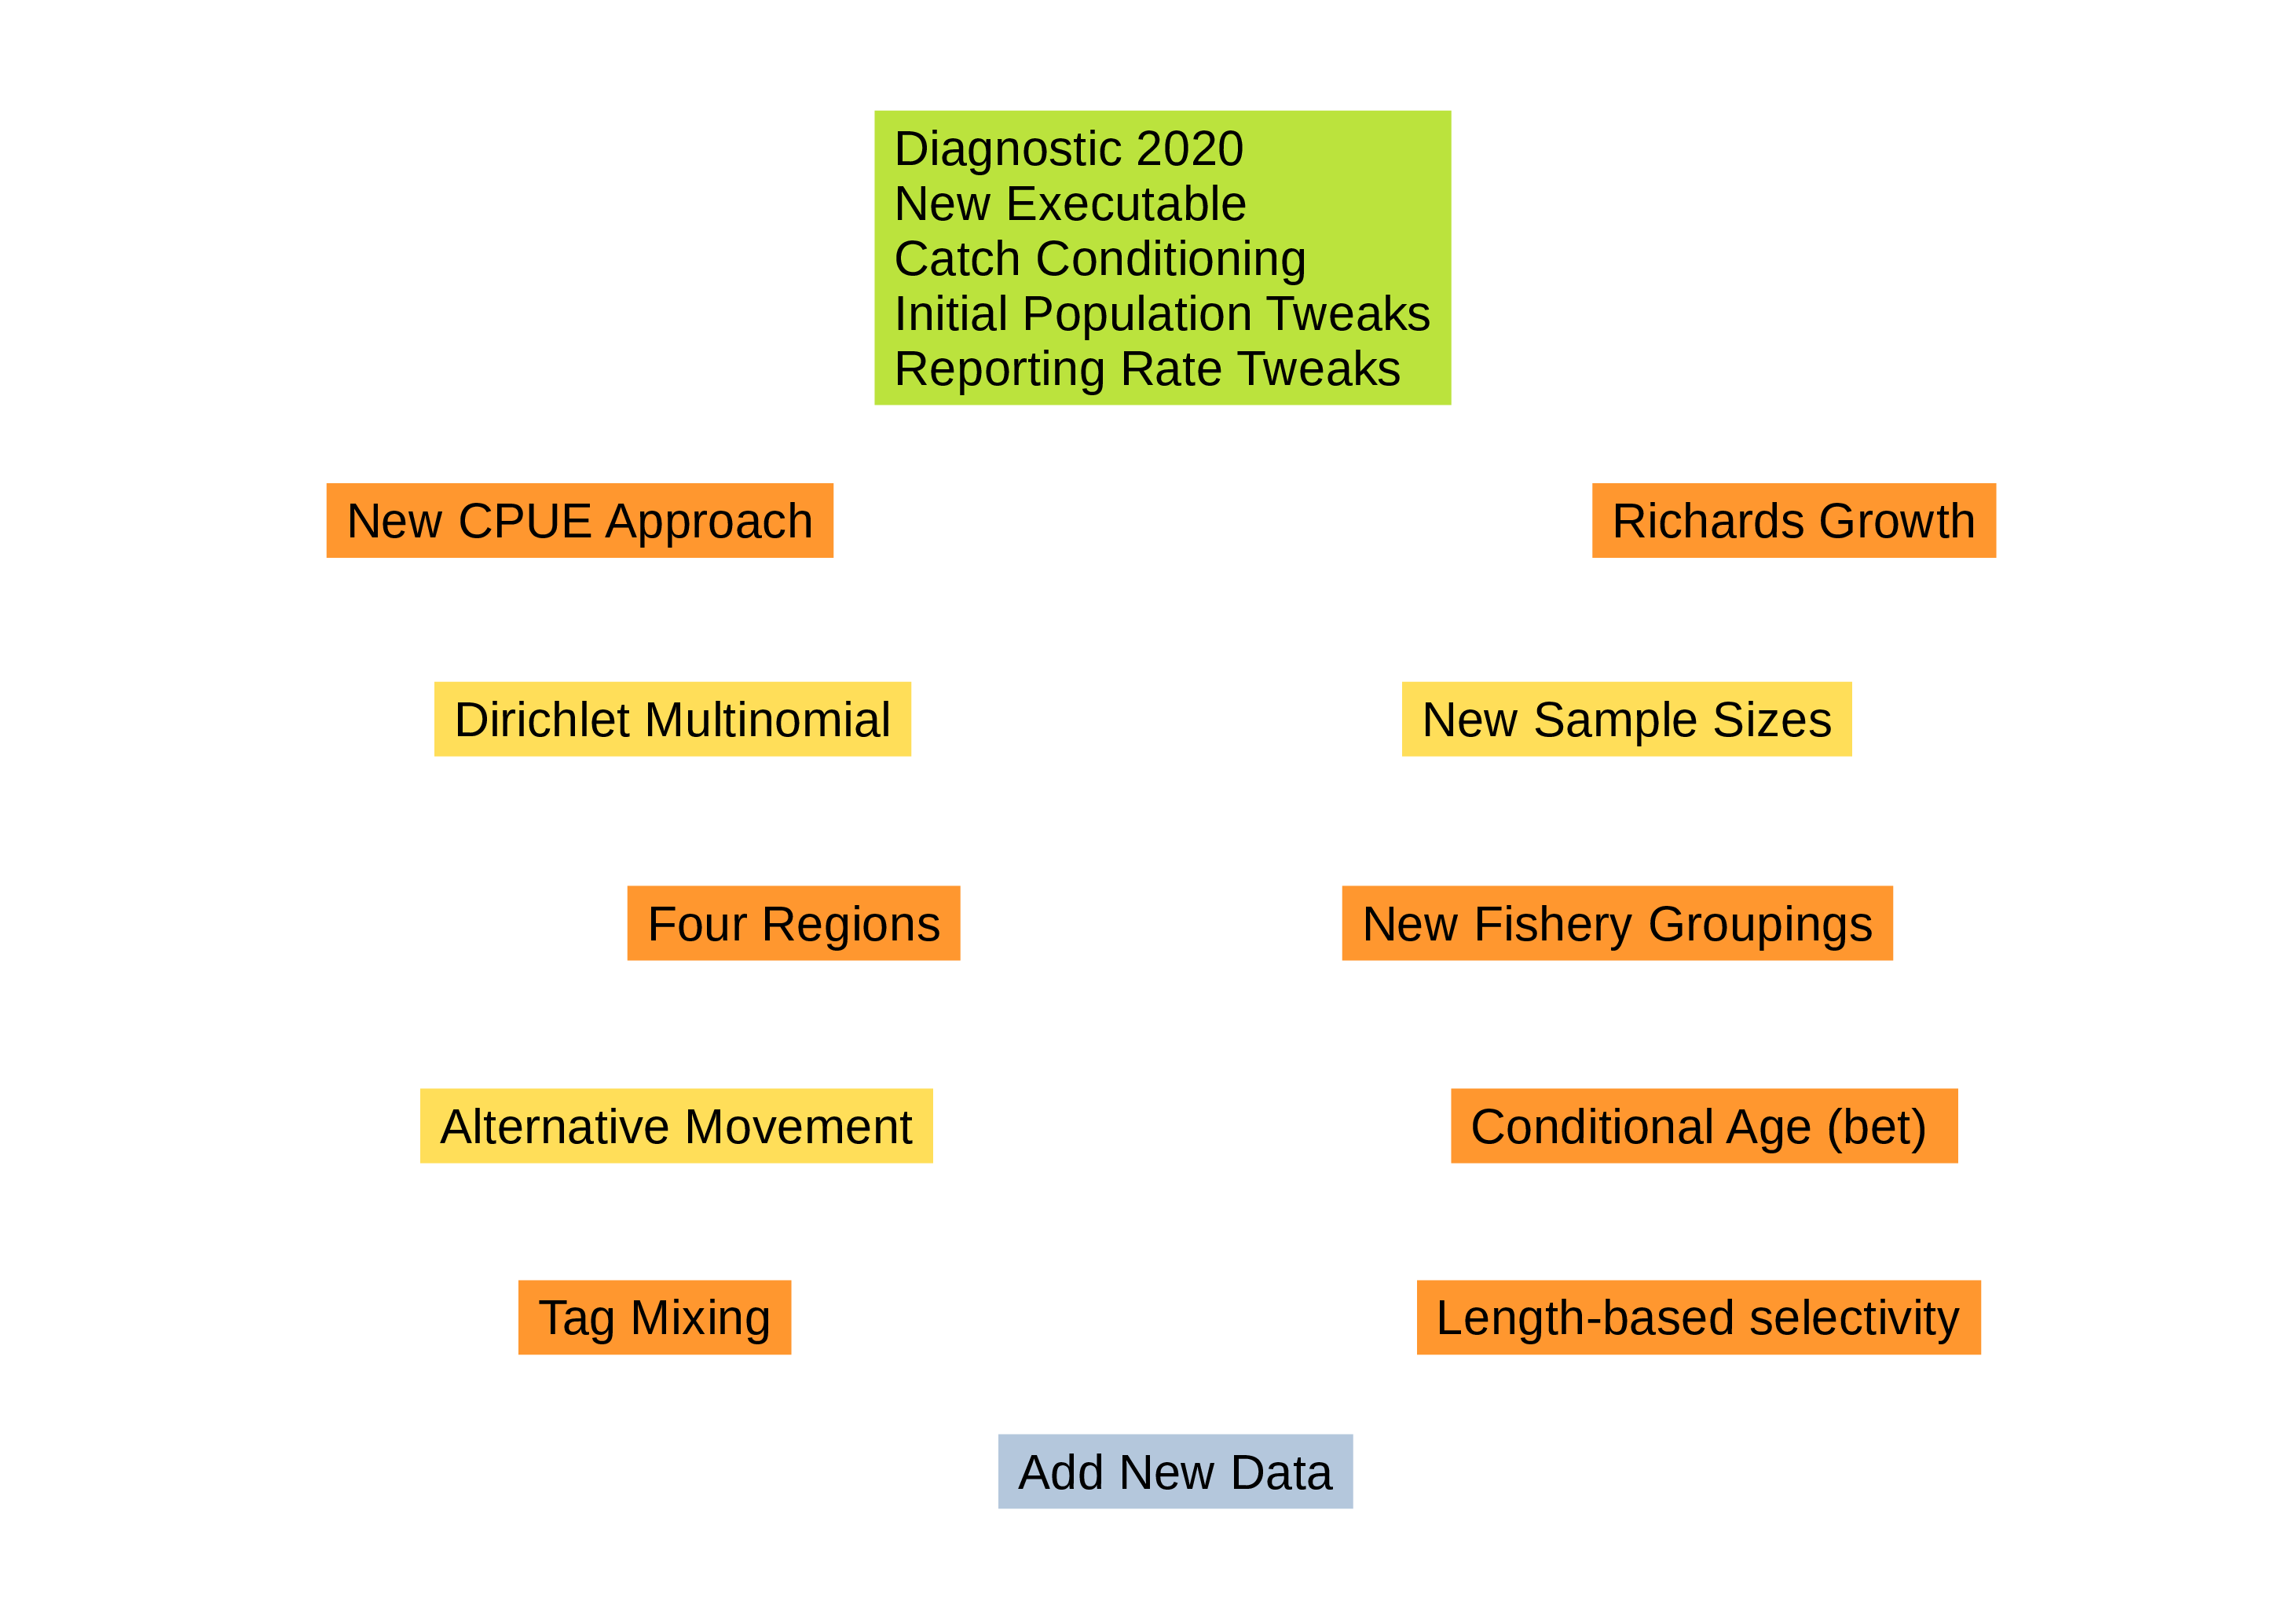 Diagnostic 2020
New Executable
Catch Conditioning
Initial Population Tweaks
Reporting Rate Tweaks
New CPUE Approach
Richards Growth
Dirichlet Multinomial
New Sample Sizes
Four Regions
New Fishery Groupings
Alternative Movement
Conditional Age (bet)
Tag Mixing
Length-based selectivity
Add New Data